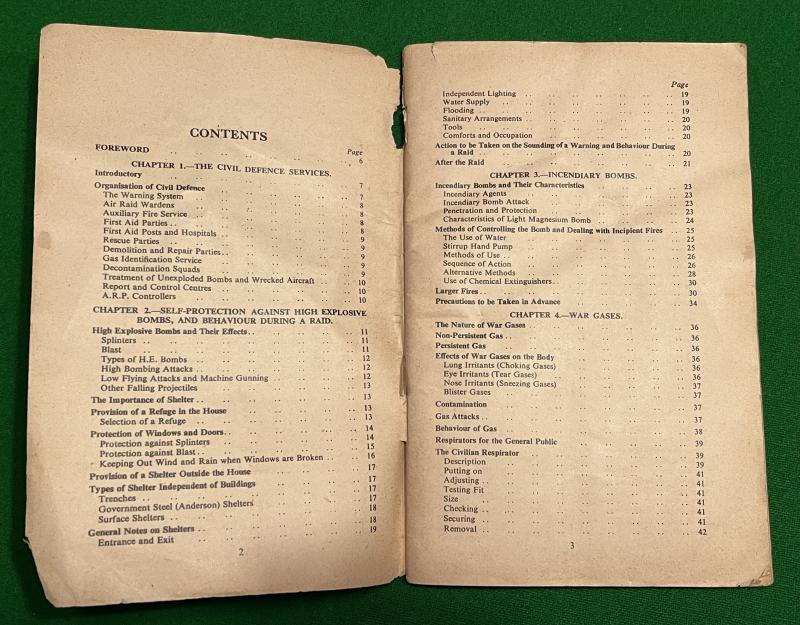 CONTENTS
Page
FOREWORD .. .. .. .. .. .. 6
CHAPTER 1.—THE CIVIL DEFENCE SERVICES.
Introductory .. .. .. .. .. .. 7
Organisation of Civil Defence .. .. .. .. 7
The Warning System .. .. .. .. .. 8
Air Raid Wardens .. .. .. .. .. 8
Auxiliary Fire Service .. .. .. .. .. 8
First Aid Parties .. .. .. .. .. 8
First Aid Posts and Hospitals .. .. .. .. 9
Rescue Parties .. .. .. .. .. 9
Demolition and Repair Parties .. .. .. .. 9
Gas Identification Service .. .. .. .. 9
Decontamination Squads .. .. .. .. 9
Treatment of Unexploded Bombs and Wrecked Aircraft .. .. 10
Report and Control Centres .. .. .. .. 10
A.R.P. Controllers .. .. .. .. .. 10
CHAPTER 2.—SELF-PROTECTION AGAINST HIGH EXPLOSIVE
BOMBS, AND BEHAVIOUR DURING A RAID.
High Explosive Bombs and Their Effects .. .. .. .. 11
Splinters .. .. .. .. .. .. 11
Blast .. .. .. .. .. .. 11
Types of H.E. Bombs .. .. .. .. .. 12
High Bombing Attacks .. .. .. .. .. 12
Low Flying Attacks and Machine Gunning .. .. .. 12
Other Falling Projectiles .. .. .. .. 13
The Importance of Shelter .. .. .. .. .. 13
Provision of a Refuge in the House .. .. .. .. 13
Selection of a Refuge .. .. .. .. .. 13
Protection of Windows and Doors .. .. .. .. 14
Protection against Splinters .. .. .. .. 14
Protection against Blast .. .. .. .. .. 15
Keeping Out Wind and Rain when Windows are Broken .. .. 16
Provision of a Shelter Outside the House .. .. .. 17
Types of Shelter Independent of Buildings .. .. .. 17
Trenches .. .. .. .. .. .. 17
Government Steel (Anderson) Shelters .. .. .. 18
Surface Shelters .. .. .. .. .. 18
General Notes on Shelters .. .. .. .. .. 19
Entrance and Exit
2
Page
Independent Lighting .. .. .. .. .. 19
Water Supply .. .. .. .. .. 19
Flooding .. .. .. .. .. .. 19
Sanitary Arrangements .. .. .. .. .. 20
Tools .. .. .. .. .. .. 20
Comforts and Occupation .. .. .. .. 20
Action to be Taken on the Sounding of a Warning and Behaviour During
a Raid .. .. .. .. .. .. 20
After the Raid .. .. .. .. .. .. 21
CHAPTER 3.—INCENDIARY BOMBS.
Incendiary Bombs and Their Characteristics .. .. .. 23
Incendiary Agents .. .. .. .. .. 23
Incendiary Bomb Attack .. .. .. .. 23
Penetration and Protection .. .. .. .. 23
Characteristics of Light Magnesium Bomb .. .. .. 24
Methods of Controlling the Bomb and Dealing with Incipient Fires .. 25
The Use of Water .. .. .. .. .. 25
Stirrup Hand Pump .. .. .. .. .. 25
Methods of Use .. .. .. .. .. 26
Sequence of Action .. .. .. .. .. 26
Alternative Methods .. .. .. .. .. 28
Use of Chemical Extinguishers .. .. .. .. 30
Larger Fires .. .. .. .. .. .. 30
Precautions to be Taken in Advance .. .. .. .. 34
CHAPTER 4.—WAR GASES.
The Nature of War Gases .. .. .. .. .. 36
Non-Persistent Gas .. .. .. .. .. .. 36
Persistent Gas .. .. .. .. .. .. 36
Effects of War Gases on the Body .. .. .. .. 36
Lung Irritants (Choking Gases) .. .. .. .. 36
Eye Irritants (Tear Gases) .. .. .. .. 36
Nose Irritants (Sneezing Gases) .. .. .. .. 37
Blister Gases .. .. .. .. .. 37
Contamination .. .. .. .. .. .. 37
Gas Attacks .. .. .. .. .. .. 37
Behaviour of Gas .. .. .. .. .. .. 38
Respirators for the General Public .. .. .. .. 39
The Civilian Respirator .. .. .. .. .. 39
Description .. .. .. .. .. .. 39
Putting on .. .. .. .. .. .. 41
Adjusting .. .. .. .. .. .. 41
Testing Fit .. .. .. .. .. .. 41
Size .. .. .. .. .. .. 41
Checking .. .. .. .. .. .. 41
Securing .. .. .. .. .. .. 41
Removal .. .. .. .. .. .. 42
3